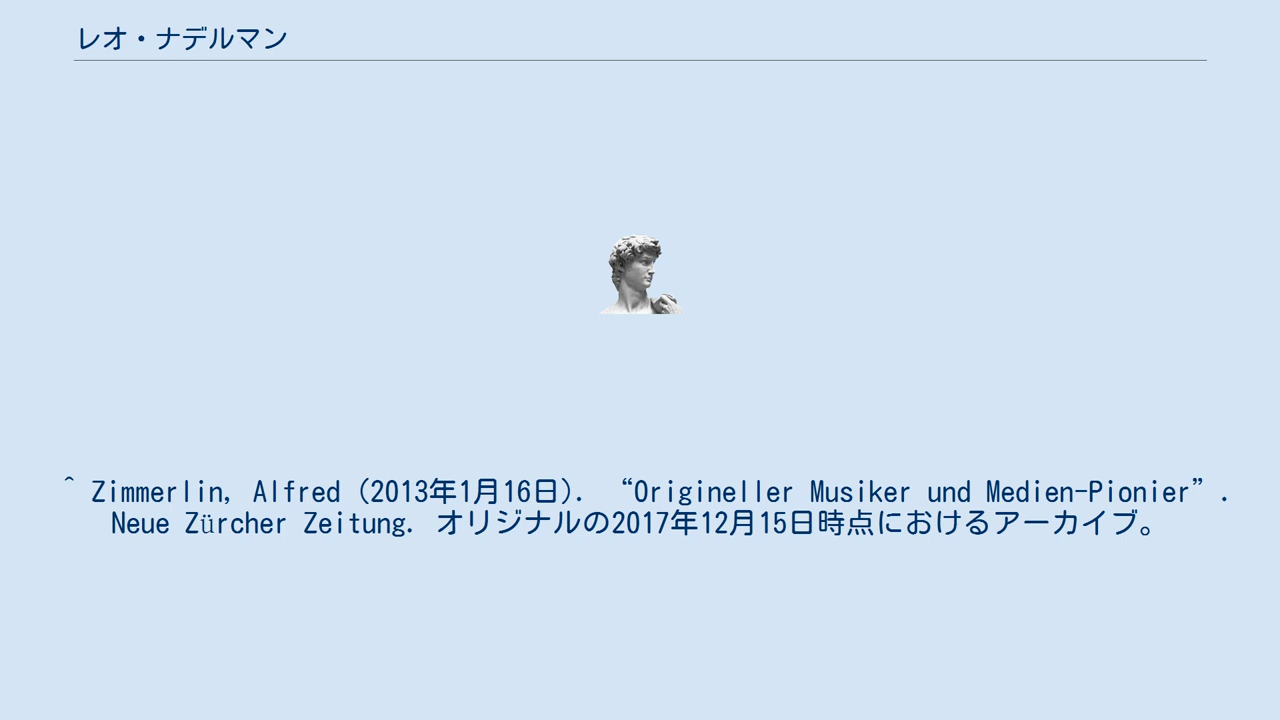 レオ・ナデルマン
^ Zimmerlin, Alfred (2013年1月16日). “Origineller Musiker und Medien-Pionier”.
Neue Zürcher Zeitung. オリジナルの2017年12月15日時点におけるアーカイブ。